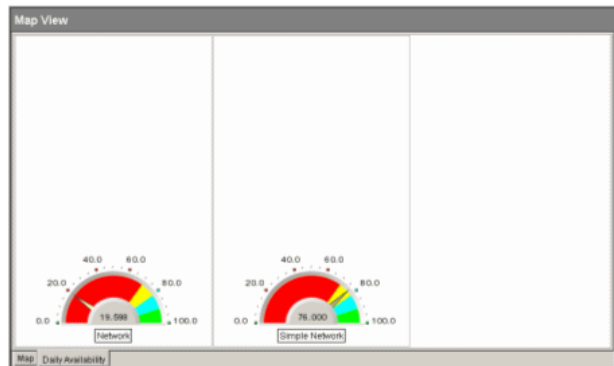 Map View
40.0 60.0
20.0 80.0
0.0 19.598 100.0
Network
40.0 60.0
20.0 80.0
0.0 76.000 100.0
Simple Network
Map Daily Availability